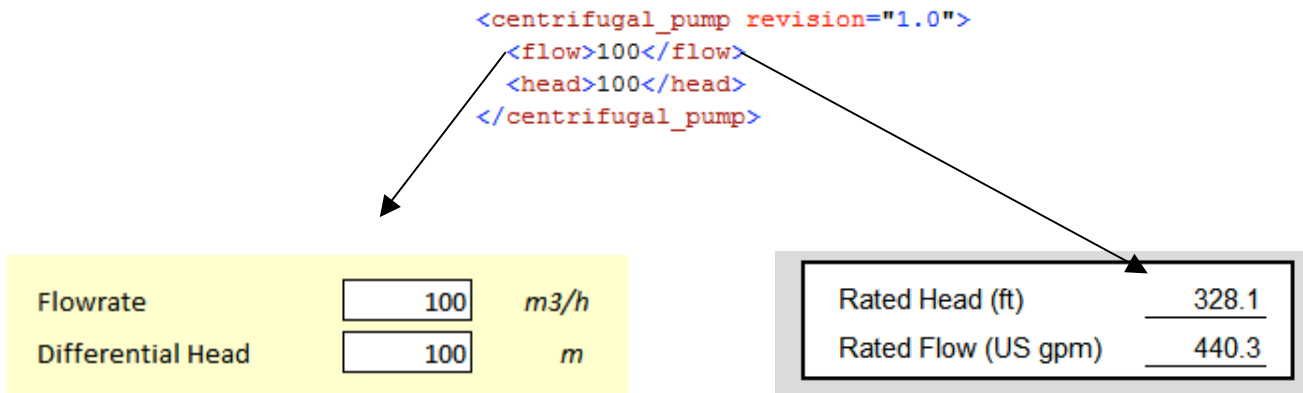 <centrifugal_pump revision="1.0">
<flow>100</flow>
<head>100</head>
</centrifugal_pump>
Flowrate 100 m3/h
Differential Head 100 m
Rated Head (ft) 328.1
Rated Flow (US gpm) 440.3